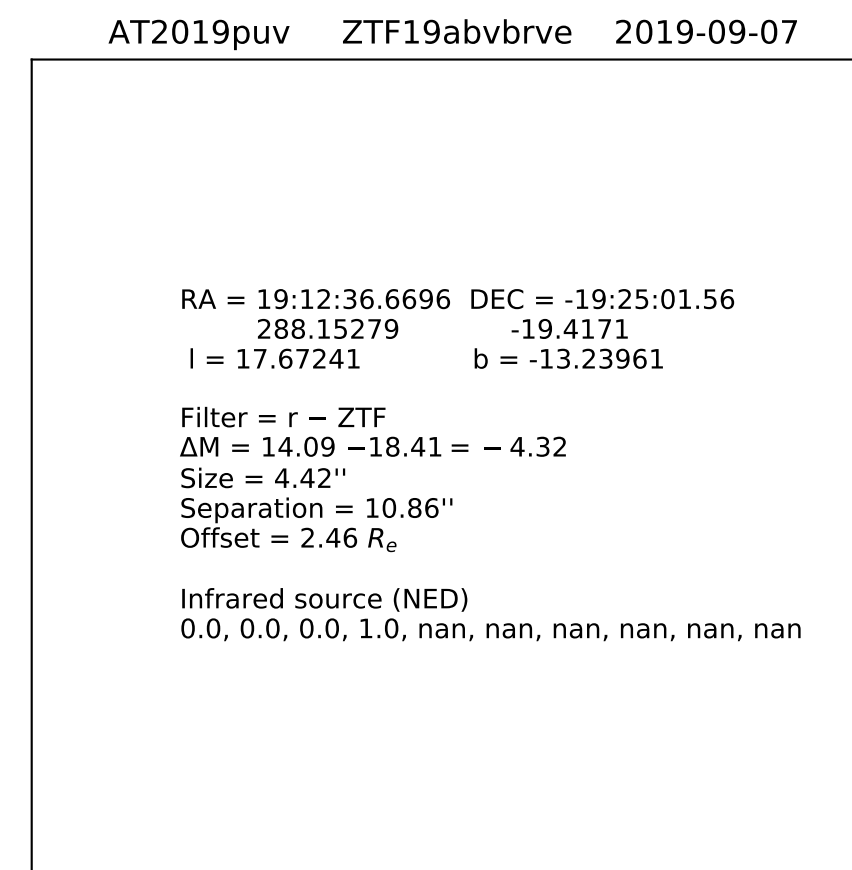 AT2019puv ZTF19abvbrve 2019-09-07
RA = 19:12:36.6696 DEC = -19:25:01.56
288.15279 -19.4171
l = 17.67241 b = -13.23961
Filter = r − ZTF
ΔM = 14.09 −18.41 = − 4.32
Size = 4.42''
Separation = 10.86''
Offset = 2.46 Re
Infrared source (NED)
0.0, 0.0, 0.0, 1.0, nan, nan, nan, nan, nan, nan